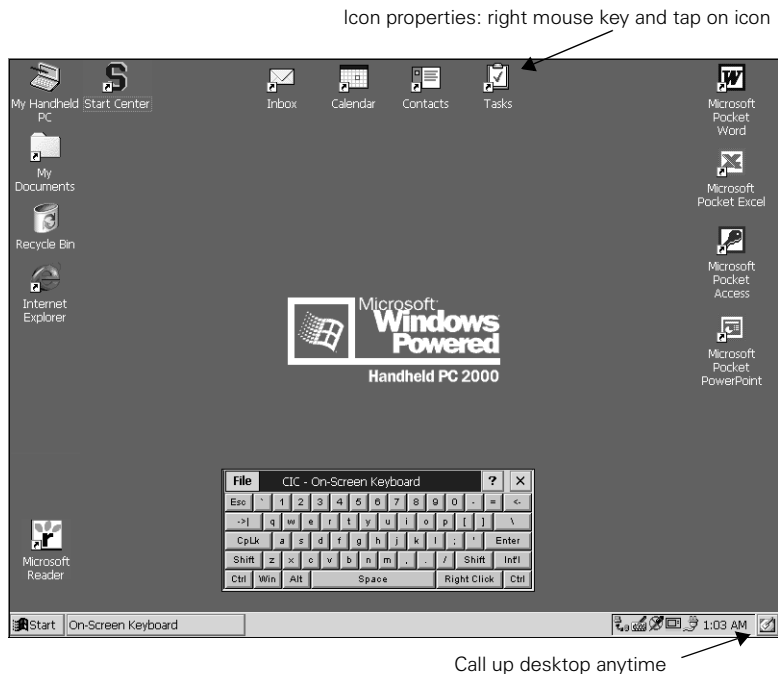 Icon properties: right mouse key and tap on icon
My Handheld
PC
Start Center
Inbox
Calendar
Contacts
Tasks
Microsoft
Pocket
Word
My
Documents
Microsoft
Pocket Excel
Recycle Bin
Microsoft
Pocket
Access
Internet
Explorer
Microsoft
Windows
Powered
Handheld PC 2000
Microsoft
Pocket
PowerPoint
File CIC - On-Screen Keyboard ? ×
Esc ` 1 2 3 4 5 6 7 8 9 0 - = <-
->| q w e r t y u i o p [ ] \
CpLk a s d f g h j k l ; ' Enter
Shift z x c v b n m , . / Shift Int'l
Ctrl Win Alt Space Right Click Ctrl
Microsoft
Reader
Start On-Screen Keyboard 1:03 AM
Call up desktop anytime